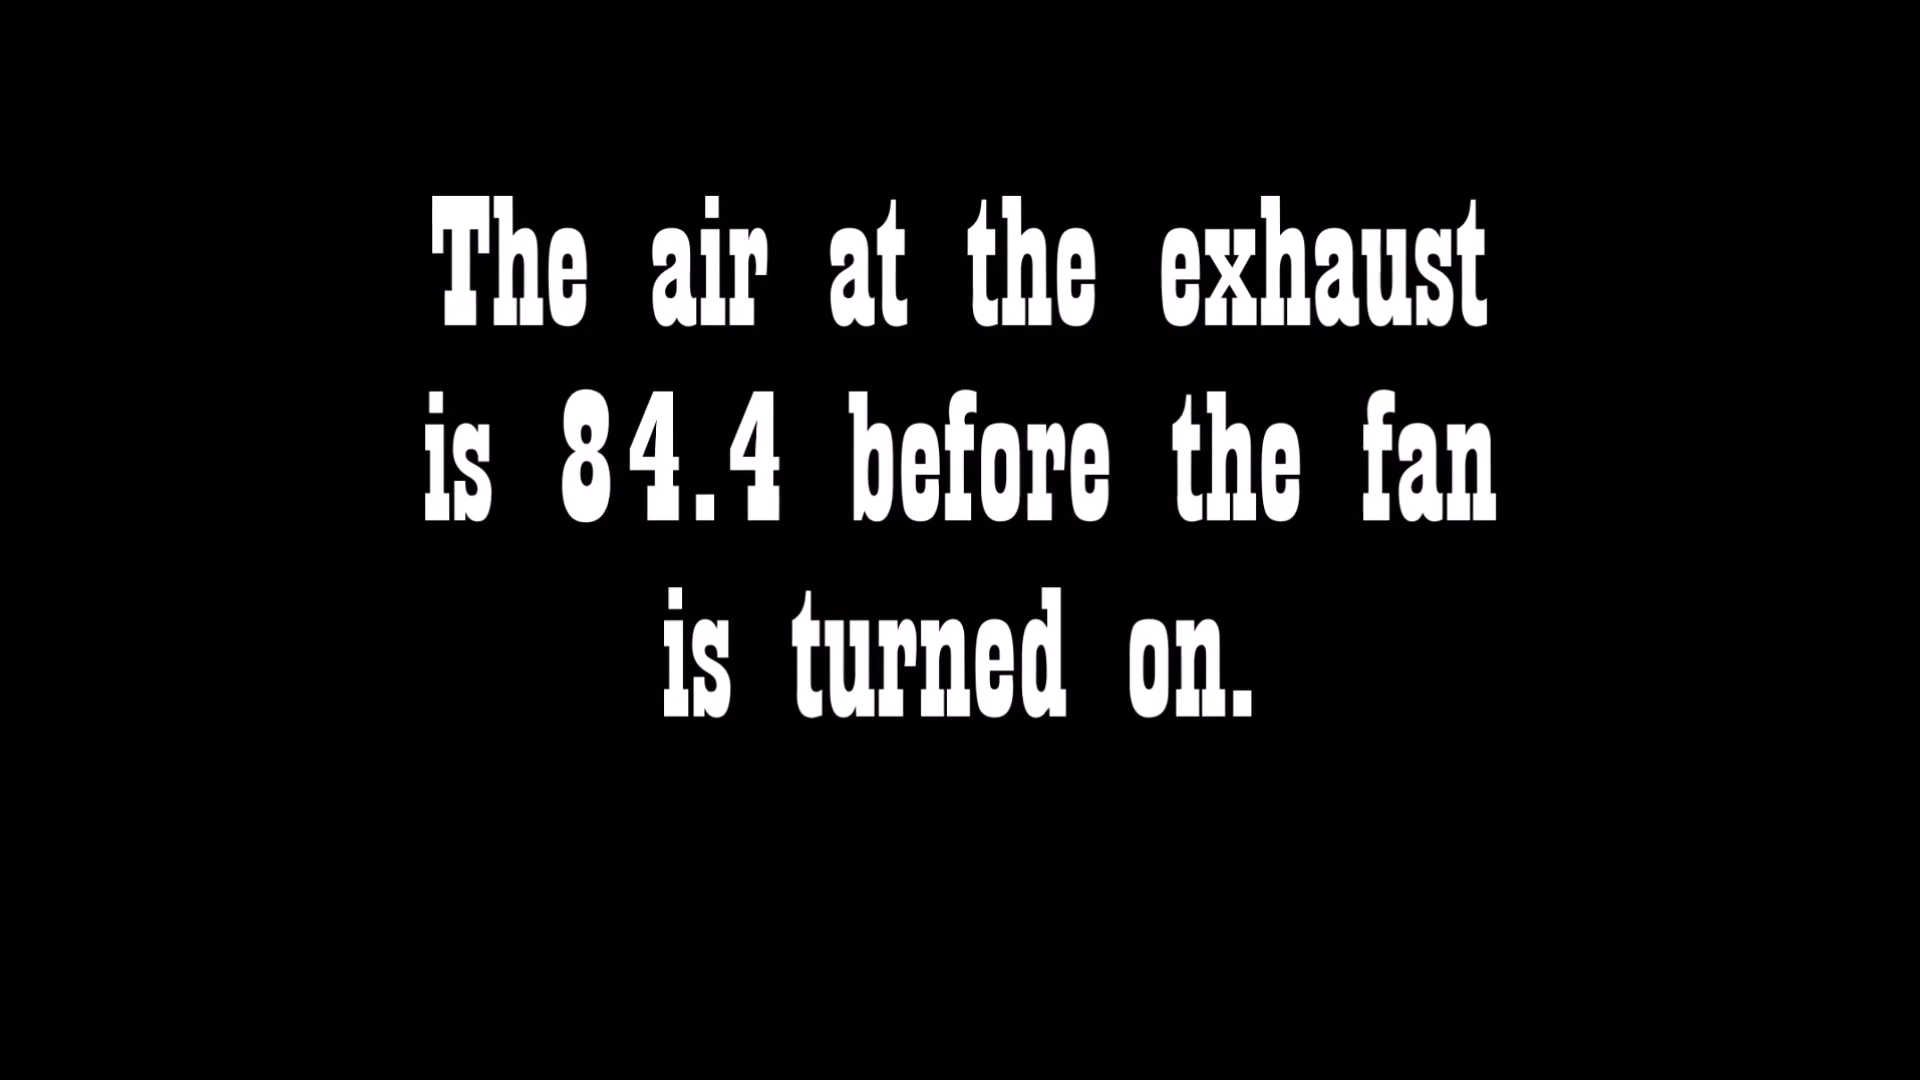 The air at the exhaust
is 84.4 before the fan
is turned on.